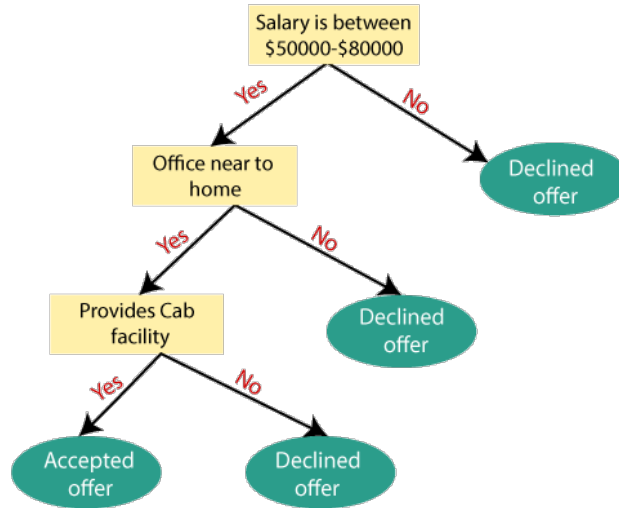 Salary is between
$50000-$80000
Yes
No
Office near to
home
Declined
offer
Yes
No
Provides Cab
facility
Declined
offer
Yes
No
Accepted
offer
Declined
offer